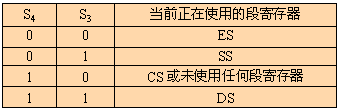 S₄ S₃ 当前正在使用的段寄存器
0 0 ES
0 1 SS
1 0 CS或未使用任何段寄存器
1 1 DS